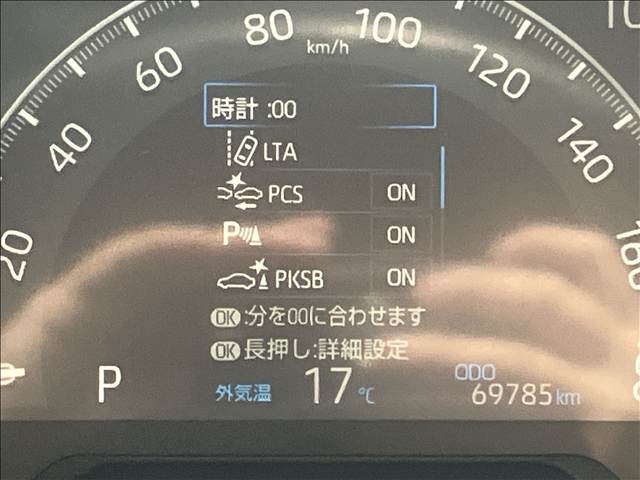 80
100
km/h
60
120
40
140
20
160
時計 :00
LTA
PCS ON
P ON
PKSB ON
OK :分を00に合わせます
OK 長押し:詳細設定
P
外気温 17℃
ODO
69785 km